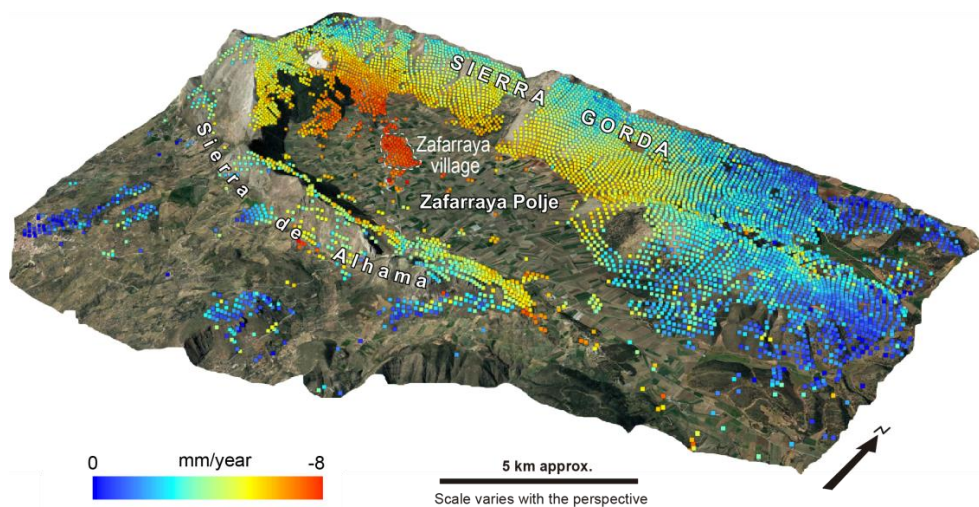 SIERRA
GORDA
Zafarraya
village
Zafarraya Polje
Sierra
de Alhama
0 mm/year -8
5 km approx.
Scale varies with the perspective
N